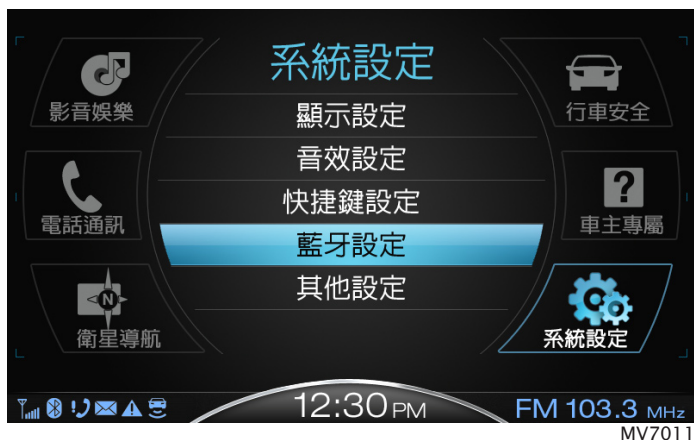 系統設定
影音娛樂
顯示設定
行車安全
音效設定
快捷鍵設定
電話通訊
?
車主專屬
藍牙設定
其他設定
N
衛星導航
系統設定
12:30 PM
FM 103.3 MHz
MV7011